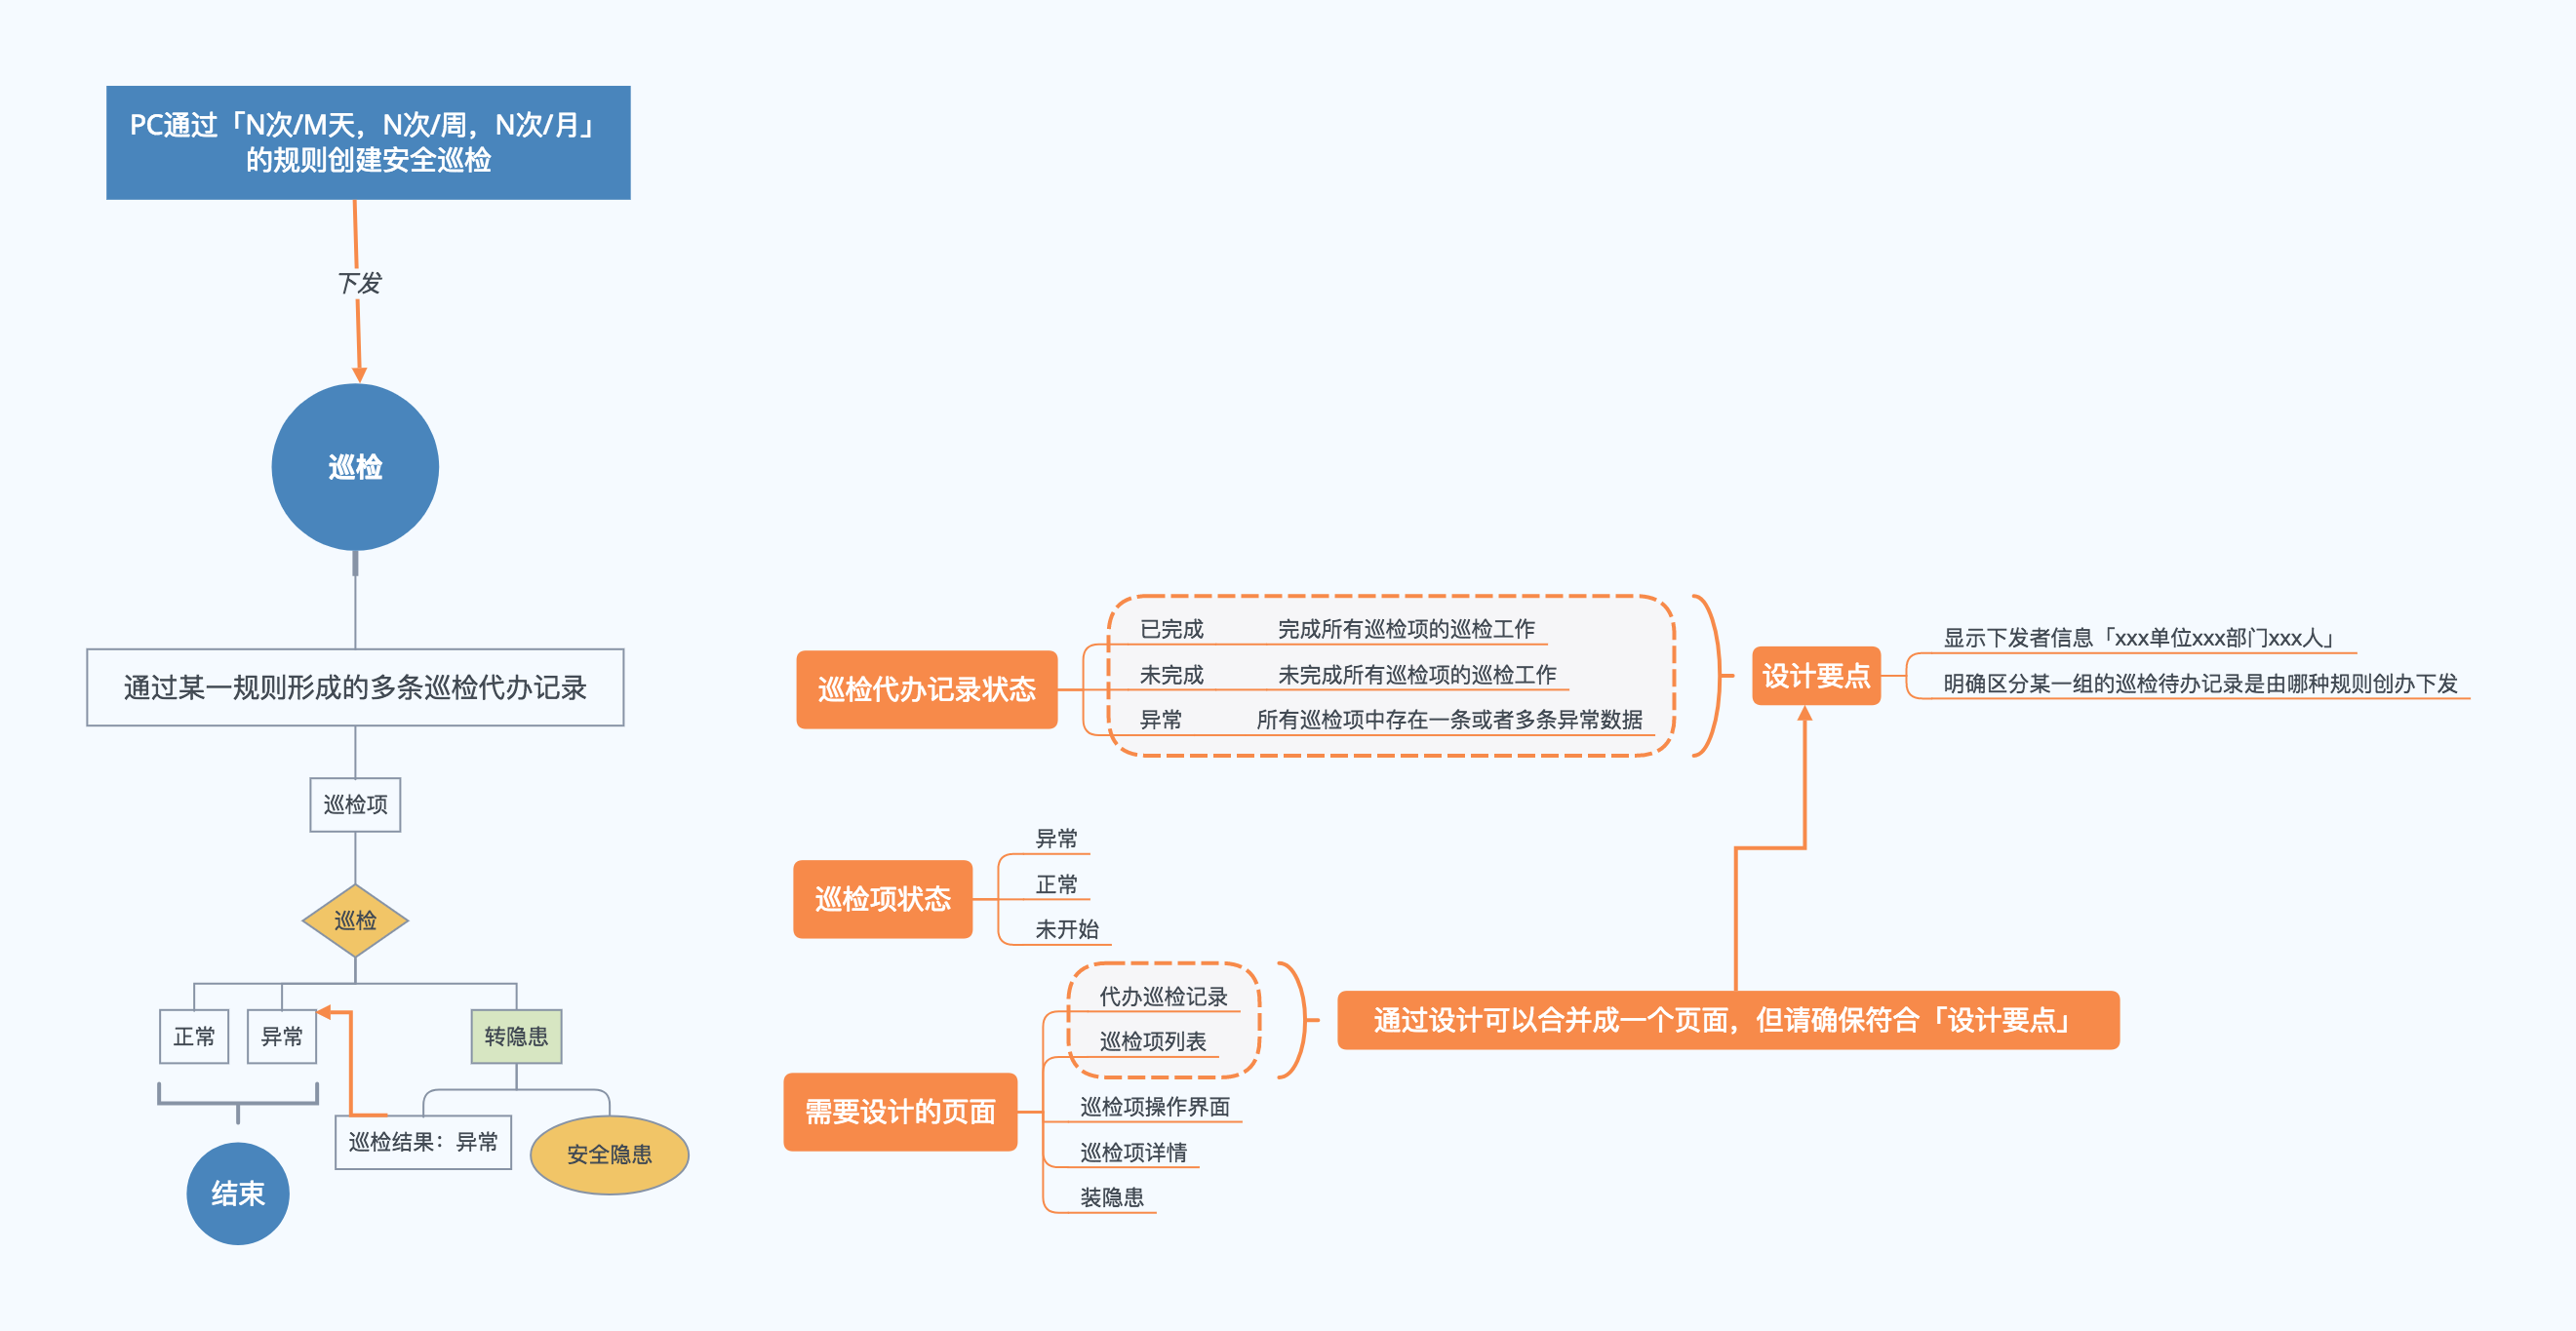 PC通过「N次/M天，N次/周，N次/月」
的规则创建安全巡检
下发
巡检
通过某一规则形成的多条巡检代办记录
巡检项
巡检
正常
异常
转隐患
巡检结果：异常
安全隐患
结束
巡检代办记录状态
已完成
完成所有巡检项的巡检工作
未完成
未完成所有巡检项的巡检工作
异常
所有巡检项中存在一条或者多条异常数据
设计要点
显示下发者信息「xxx单位xxx部门xxx人」
明确区分某一组的巡检待办记录是由哪种规则创办下发
巡检项状态
异常
正常
未开始
需要设计的页面
代办巡检记录
巡检项列表
巡检项操作界面
巡检项详情
装隐患
通过设计可以合并成一个页面，但请确保符合「设计要点」